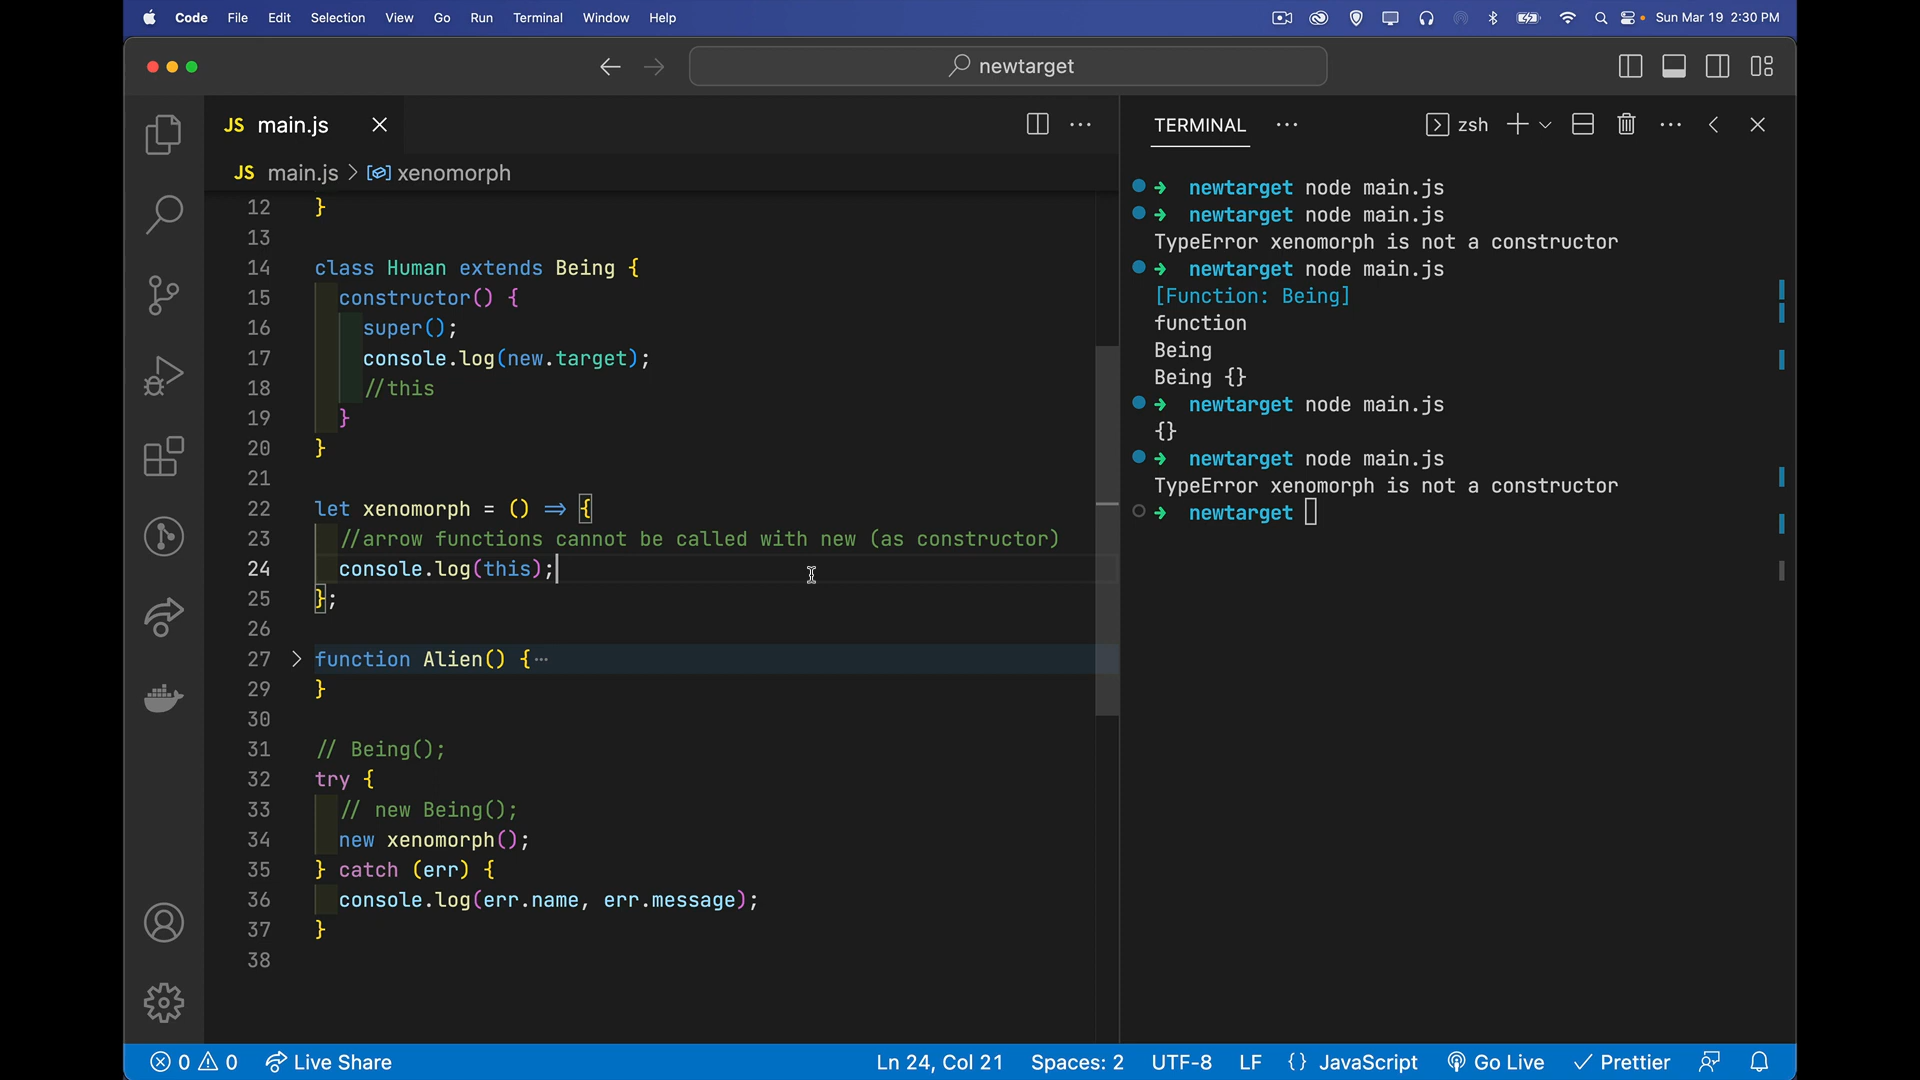 Code File Edit Selection View Go Run Terminal Window Help Sun Mar 19 2:30 PM
newtarget
JS main.js
JS main.js > xenomorph
12 }
13
14 class Human extends Being {
15 constructor() {
16 super();
17 console.log(new.target);
18 //this
19 }
20 }
21
22 let xenomorph = () => {
23 //arrow functions cannot be called with new (as constructor)
24 console.log(this);
25 };
26
27 function Alien() { ···
29 }
30
31 // Being();
32 try {
33 // new Being();
34 new xenomorph();
35 } catch (err) {
36 console.log(err.name, err.message);
37 }
38
TERMINAL ··· zsh
➜ newtarget node main.js
➜ newtarget node main.js
TypeError xenomorph is not a constructor
➜ newtarget node main.js
[Function: Being]
function
Being
Being {}
➜ newtarget node main.js
{}
➜ newtarget node main.js
TypeError xenomorph is not a constructor
➜ newtarget
0 0 Live Share Ln 24, Col 21 Spaces: 2 UTF-8 LF {} JavaScript Go Live Prettier